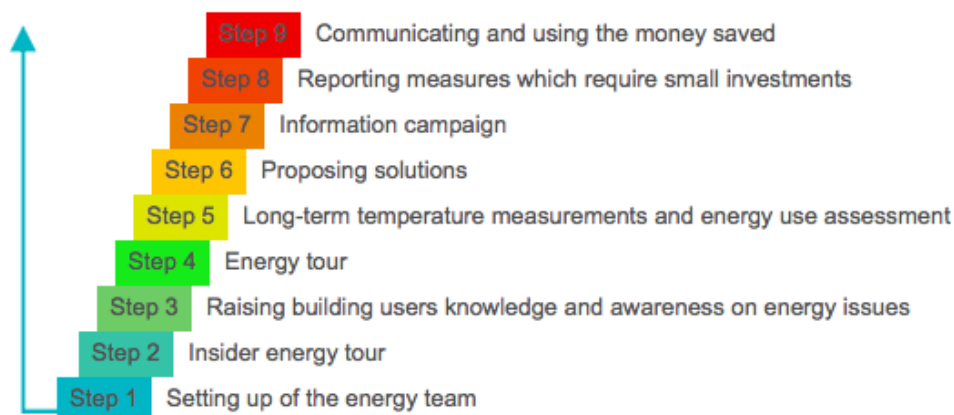 Step 9 Communicating and using the money saved
Step 8 Reporting measures which require small investments
Step 7 Information campaign
Step 6 Proposing solutions
Step 5 Long-term temperature measurements and energy use assessment
Step 4 Energy tour
Step 3 Raising building users knowledge and awareness on energy issues
Step 2 Insider energy tour
Step 1 Setting up of the energy team